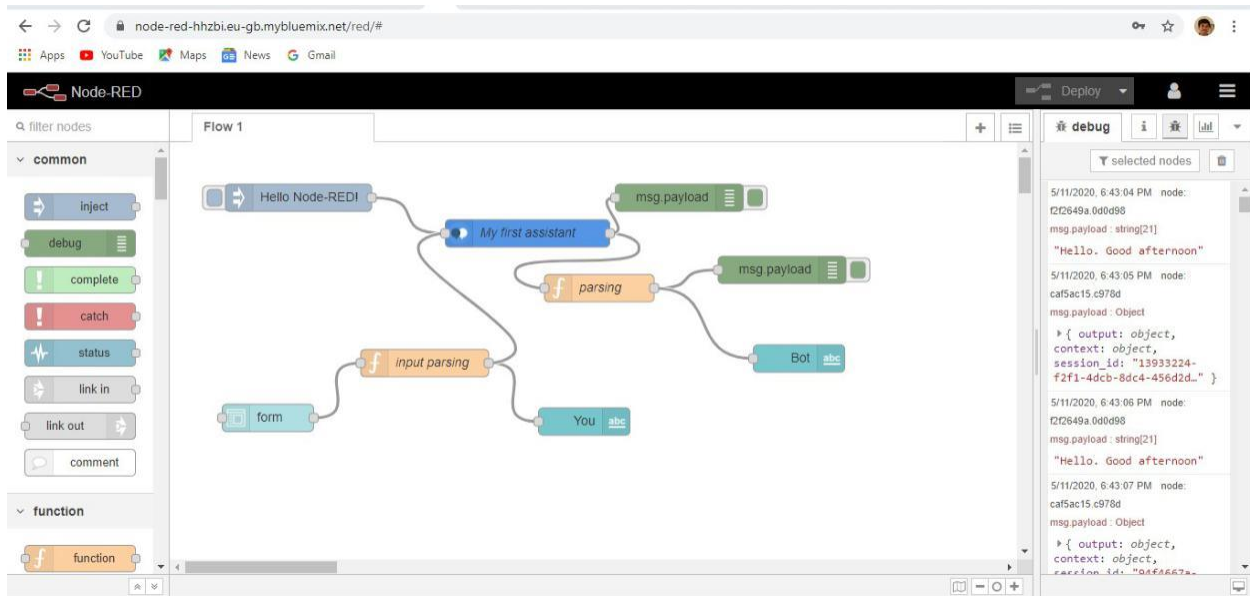 node-red-hhzbi.eu-gb.mybluemix.net/red/#
Apps YouTube Maps News Gmail
Node-RED
Deploy
filter nodes
Flow 1
debug
i
common
selected nodes
inject
debug
complete
catch
status
link in
link out
comment
function
function
Hello Node-RED!
msg.payload
My first assistant
msg.payload
parsing
input parsing
Bot abc
form
You abc
5/11/2020, 6:43:04 PM node:
f2f2649a.0d0d98
msg.payload : string[21]
"Hello. Good afternoon"
5/11/2020, 6:43:05 PM node:
caf5ac15.c978d
msg.payload : Object
{ output: object,
context: object,
session_id: "13933224-
f2f1-4dcb-8dc4-456d2d…" }
5/11/2020, 6:43:06 PM node:
f2f2649a.0d0d98
msg.payload : string[21]
"Hello. Good afternoon"
5/11/2020, 6:43:07 PM node:
caf5ac15.c978d
msg.payload : Object
{ output: object,
context: object,
session_id: "94f4667a-